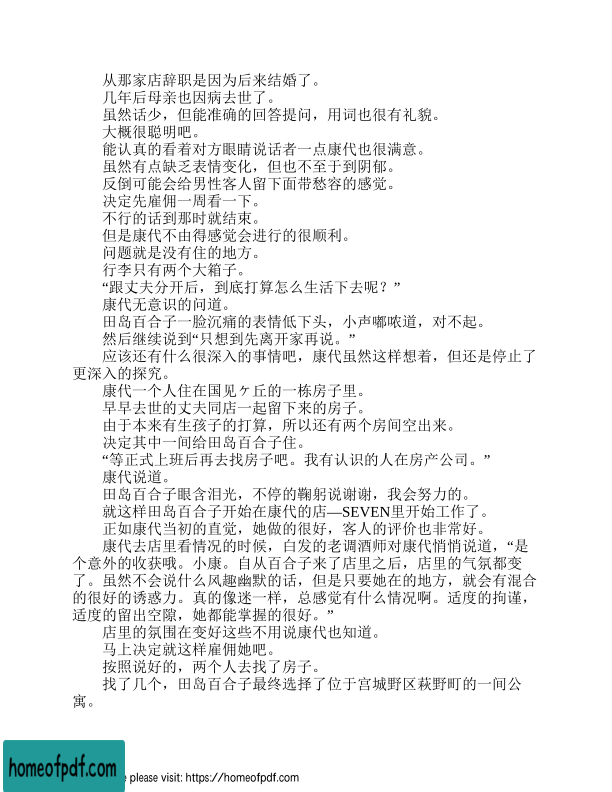 从那家店辞职是因为后来结婚了。
几年后母亲也因病去世了。
虽然话少，但能准确的回答提问，用词也很有礼貌。
大概很聪明吧。
能认真的看着对方眼睛说话者一点康代也很满意。
虽然有点缺乏表情变化，但也不至于到阴郁。
反倒可能会给男性客人留下面带愁容的感觉。
决定先雇佣一周看一下。
不行的话到那时就结束。
但是康代不由得感觉会进行的很顺利。
问题就是没有住的地方。
行李只有两个大箱子。
“跟丈夫分开后，到底打算怎么生活下去呢？”
康代无意识的问道。
田岛百合子一脸沉痛的表情低下头，小声嘟哝道，对不起。
然后继续说到“只想到先离开家再说。”
应该还有什么很深入的事情吧，康代虽然这样想着，但还是停止了
更深入的探究。
康代一个人住在国见ヶ丘的一栋房子里。
早早去世的丈夫同店一起留下来的房子。
由于本来有生孩子的打算，所以还有两个房间空出来。
决定其中一间给田岛百合子住。
“等正式上班后再去找房子吧。我有认识的人在房产公司。”
康代说道。
田岛百合子眼含泪光，不停的鞠躬说谢谢，我会努力的。
就这样田岛百合子开始在康代的店—SEVEN里开始工作了。
正如康代当初的直觉，她做的很好，客人的评价也非常好。
康代去店里看情况的时候，白发的老调酒师对康代悄悄说道，“是
个意外的收获哦。小康。自从百合子来了店里之后，店里的气氛都变
了。虽然不会说什么风趣幽默的话，但是只要她在的地方，就会有混合
的很好的诱惑力。真的像迷一样，总感觉有什么情况啊。适度的拘谨，
适度的留出空隙，她都能掌握的很好。”
店里的氛围在变好这些不用说康代也知道。
马上决定就这样雇佣她吧。
按照说好的，两个人去找了房子。
找了几个，田岛百合子最终选择了位于宫城野区萩野町的一间公
寓。
homeofpdf.com
e please visit: https://homeofpdf.com